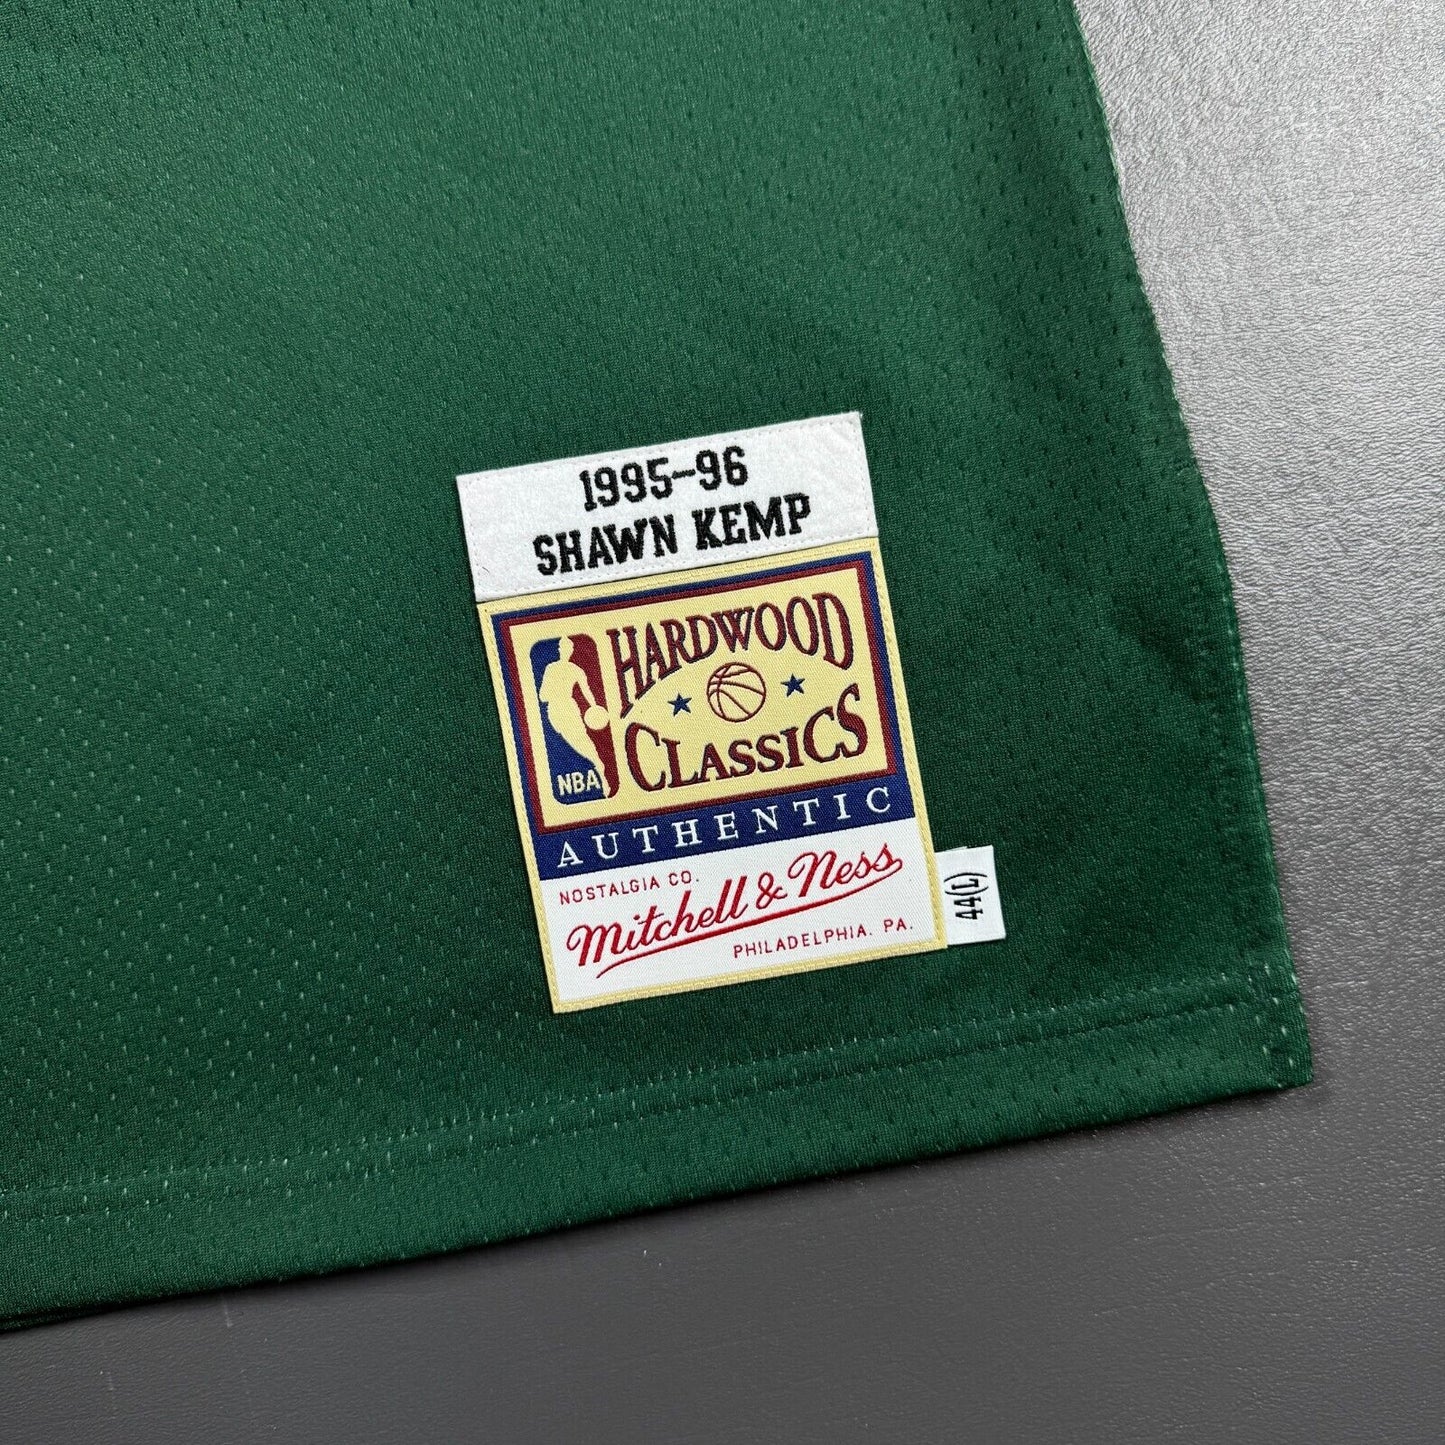 1995-96
SHAWN KEMP
HARDWOOD
CLASSICS
NBA
AUTHENTIC
NOSTALGIA CO.
Mitchell & Ness
PHILADELPHIA. PA.
44(L)